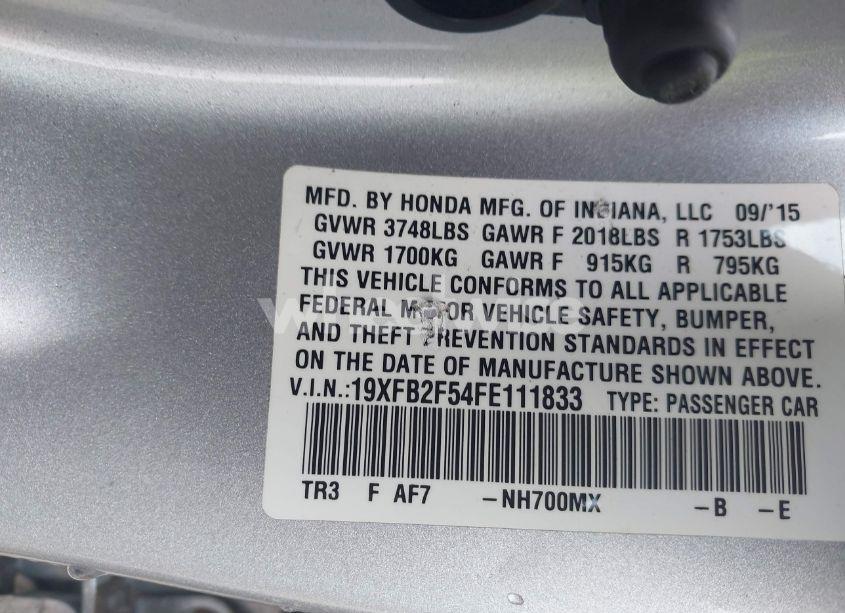 MFD. BY HONDA MFG. OF INDIANA, LLC 09/'15
GVWR 3748LBS GAWR F 2018LBS R 1753LBS
GVWR 1700KG GAWR F 915KG R 795KG
THIS VEHICLE CONFORMS TO ALL APPLICABLE
FEDERAL MOTOR VEHICLE SAFETY, BUMPER,
AND THEFT PREVENTION STANDARDS IN EFFECT
ON THE DATE OF MANUFACTURE SHOWN ABOVE.
V.I.N.:19XFB2F54FE111833 TYPE: PASSENGER CAR
TR3 F AF7 -NH700MX -B -E